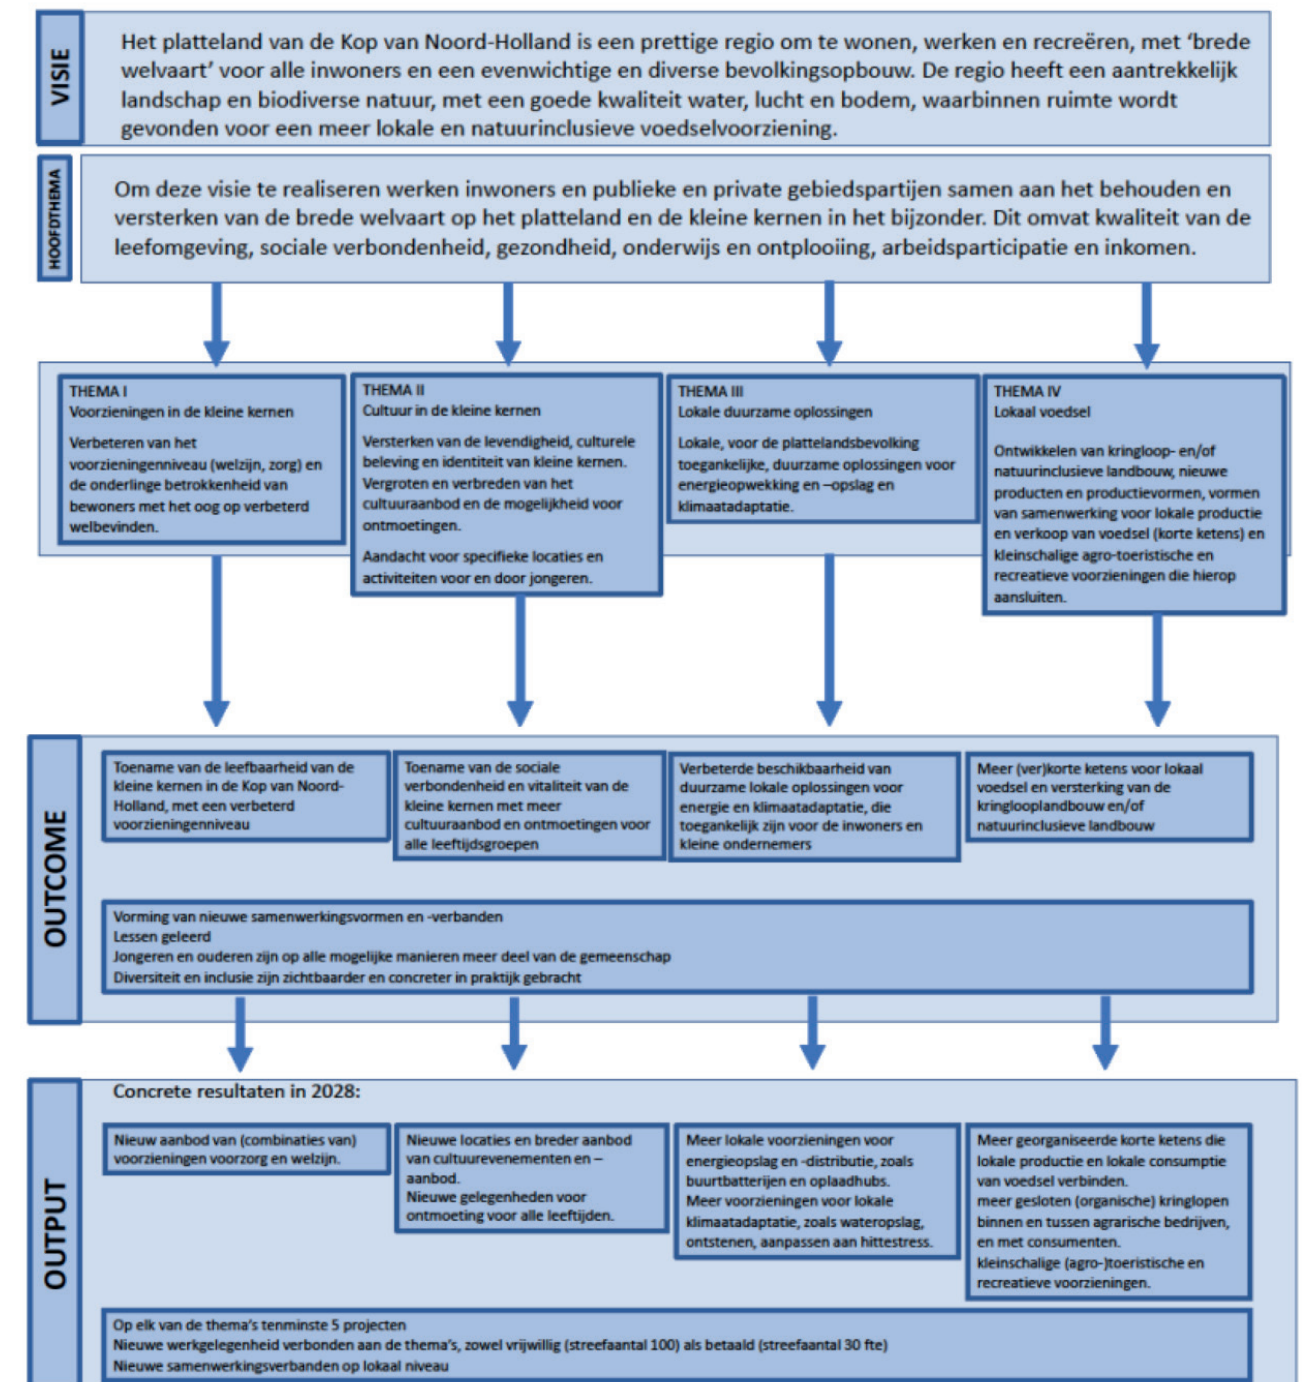 VISIE
Het platteland van de Kop van Noord-Holland is een prettige regio om te wonen, werken en recreëren, met ‘brede
welvaart’ voor alle inwoners en een evenwichtige en diverse bevolkingsopbouw. De regio heeft een aantrekkelijk
landschap en biodiverse natuur, met een goede kwaliteit water, lucht en bodem, waarbinnen ruimte wordt
gevonden voor een meer lokale en natuurinclusieve voedselvoorziening.
HOOFDTHEMA
Om deze visie te realiseren werken inwoners en publieke en private gebiedspartijen samen aan het behouden en
versterken van de brede welvaart op het platteland en de kleine kernen in het bijzonder. Dit omvat kwaliteit van de
leefomgeving, sociale verbondenheid, gezondheid, onderwijs en ontplooiing, arbeidsparticipatie en inkomen.
THEMA I
Voorzieningen in de kleine kernen
Verbeteren van het
voorzieningenniveau (welzijn, zorg) en
de onderlinge betrokkenheid van
bewoners met het oog op verbeterd
welbevinden.
THEMA II
Cultuur in de kleine kernen
Versterken van de levendigheid, culturele
beleving en identiteit van kleine kernen.
Vergroten en verbreden van het
cultuuraanbod en de mogelijkheid voor
ontmoetingen.
Aandacht voor specifieke locaties en
activiteiten voor en door jongeren.
THEMA III
Lokale duurzame oplossingen
Lokale, voor de plattelandsbevolking
toegankelijke, duurzame oplossingen voor
energieopwekking en –opslag en
klimaatadaptatie.
THEMA IV
Lokaal voedsel
Ontwikkelen van kringloop- en/of
natuurinclusieve landbouw, nieuwe
producten en productievormen, vormen
van samenwerking voor lokale productie
en verkoop van voedsel (korte ketens) en
kleinschalige agro-toeristische en
recreatieve voorzieningen die hierop
aansluiten.
OUTCOME
Toename van de leefbaarheid van de
kleine kernen in de Kop van Noord-
Holland, met een verbeterd
voorzieningenniveau
Toename van de sociale
verbondenheid en vitaliteit van de
kleine kernen met meer
cultuuraanbod en ontmoetingen voor
alle leeftijdsgroepen
Verbeterde beschikbaarheid van
duurzame lokale oplossingen voor
energie en klimaatadaptatie, die
toegankelijk zijn voor de inwoners en
kleine ondernemers
Meer (ver)korte ketens voor lokaal
voedsel en versterking van de
kringlooplandbouw en/of
natuurinclusieve landbouw
Vorming van nieuwe samenwerkingsvormen en -verbanden
Lessen geleerd
Jongeren en ouderen zijn op alle mogelijke manieren meer deel van de gemeenschap
Diversiteit en inclusie zijn zichtbaarder en concreter in praktijk gebracht
OUTPUT
Concrete resultaten in 2028:
Nieuw aanbod van (combinaties van)
voorzieningen voorzorg en welzijn.
Nieuwe locaties en breder aanbod
van cultuurevenementen en –
aanbod.
Nieuwe gelegenheden voor
ontmoeting voor alle leeftijden.
Meer lokale voorzieningen voor
energieopslag en -distributie, zoals
buurtbatterijen en oplaadhubs.
Meer voorzieningen voor lokale
klimaatadaptatie, zoals wateropslag,
ontstenen, aanpassen aan hittestress.
Meer georganiseerde korte ketens die
lokale productie en lokale consumptie
van voedsel verbinden.
meer gesloten (organische) kringlopen
binnen en tussen agrarische bedrijven,
en met consumenten.
kleinschalige (agro-)toeristische en
recreatieve voorzieningen.
Op elk van de thema’s tenminste 5 projecten
Nieuwe werkgelegenheid verbonden aan de thema’s, zowel vrijwillig (streefaantal 100) als betaald (streefaantal 30 fte)
Nieuwe samenwerkingsverbanden op lokaal niveau